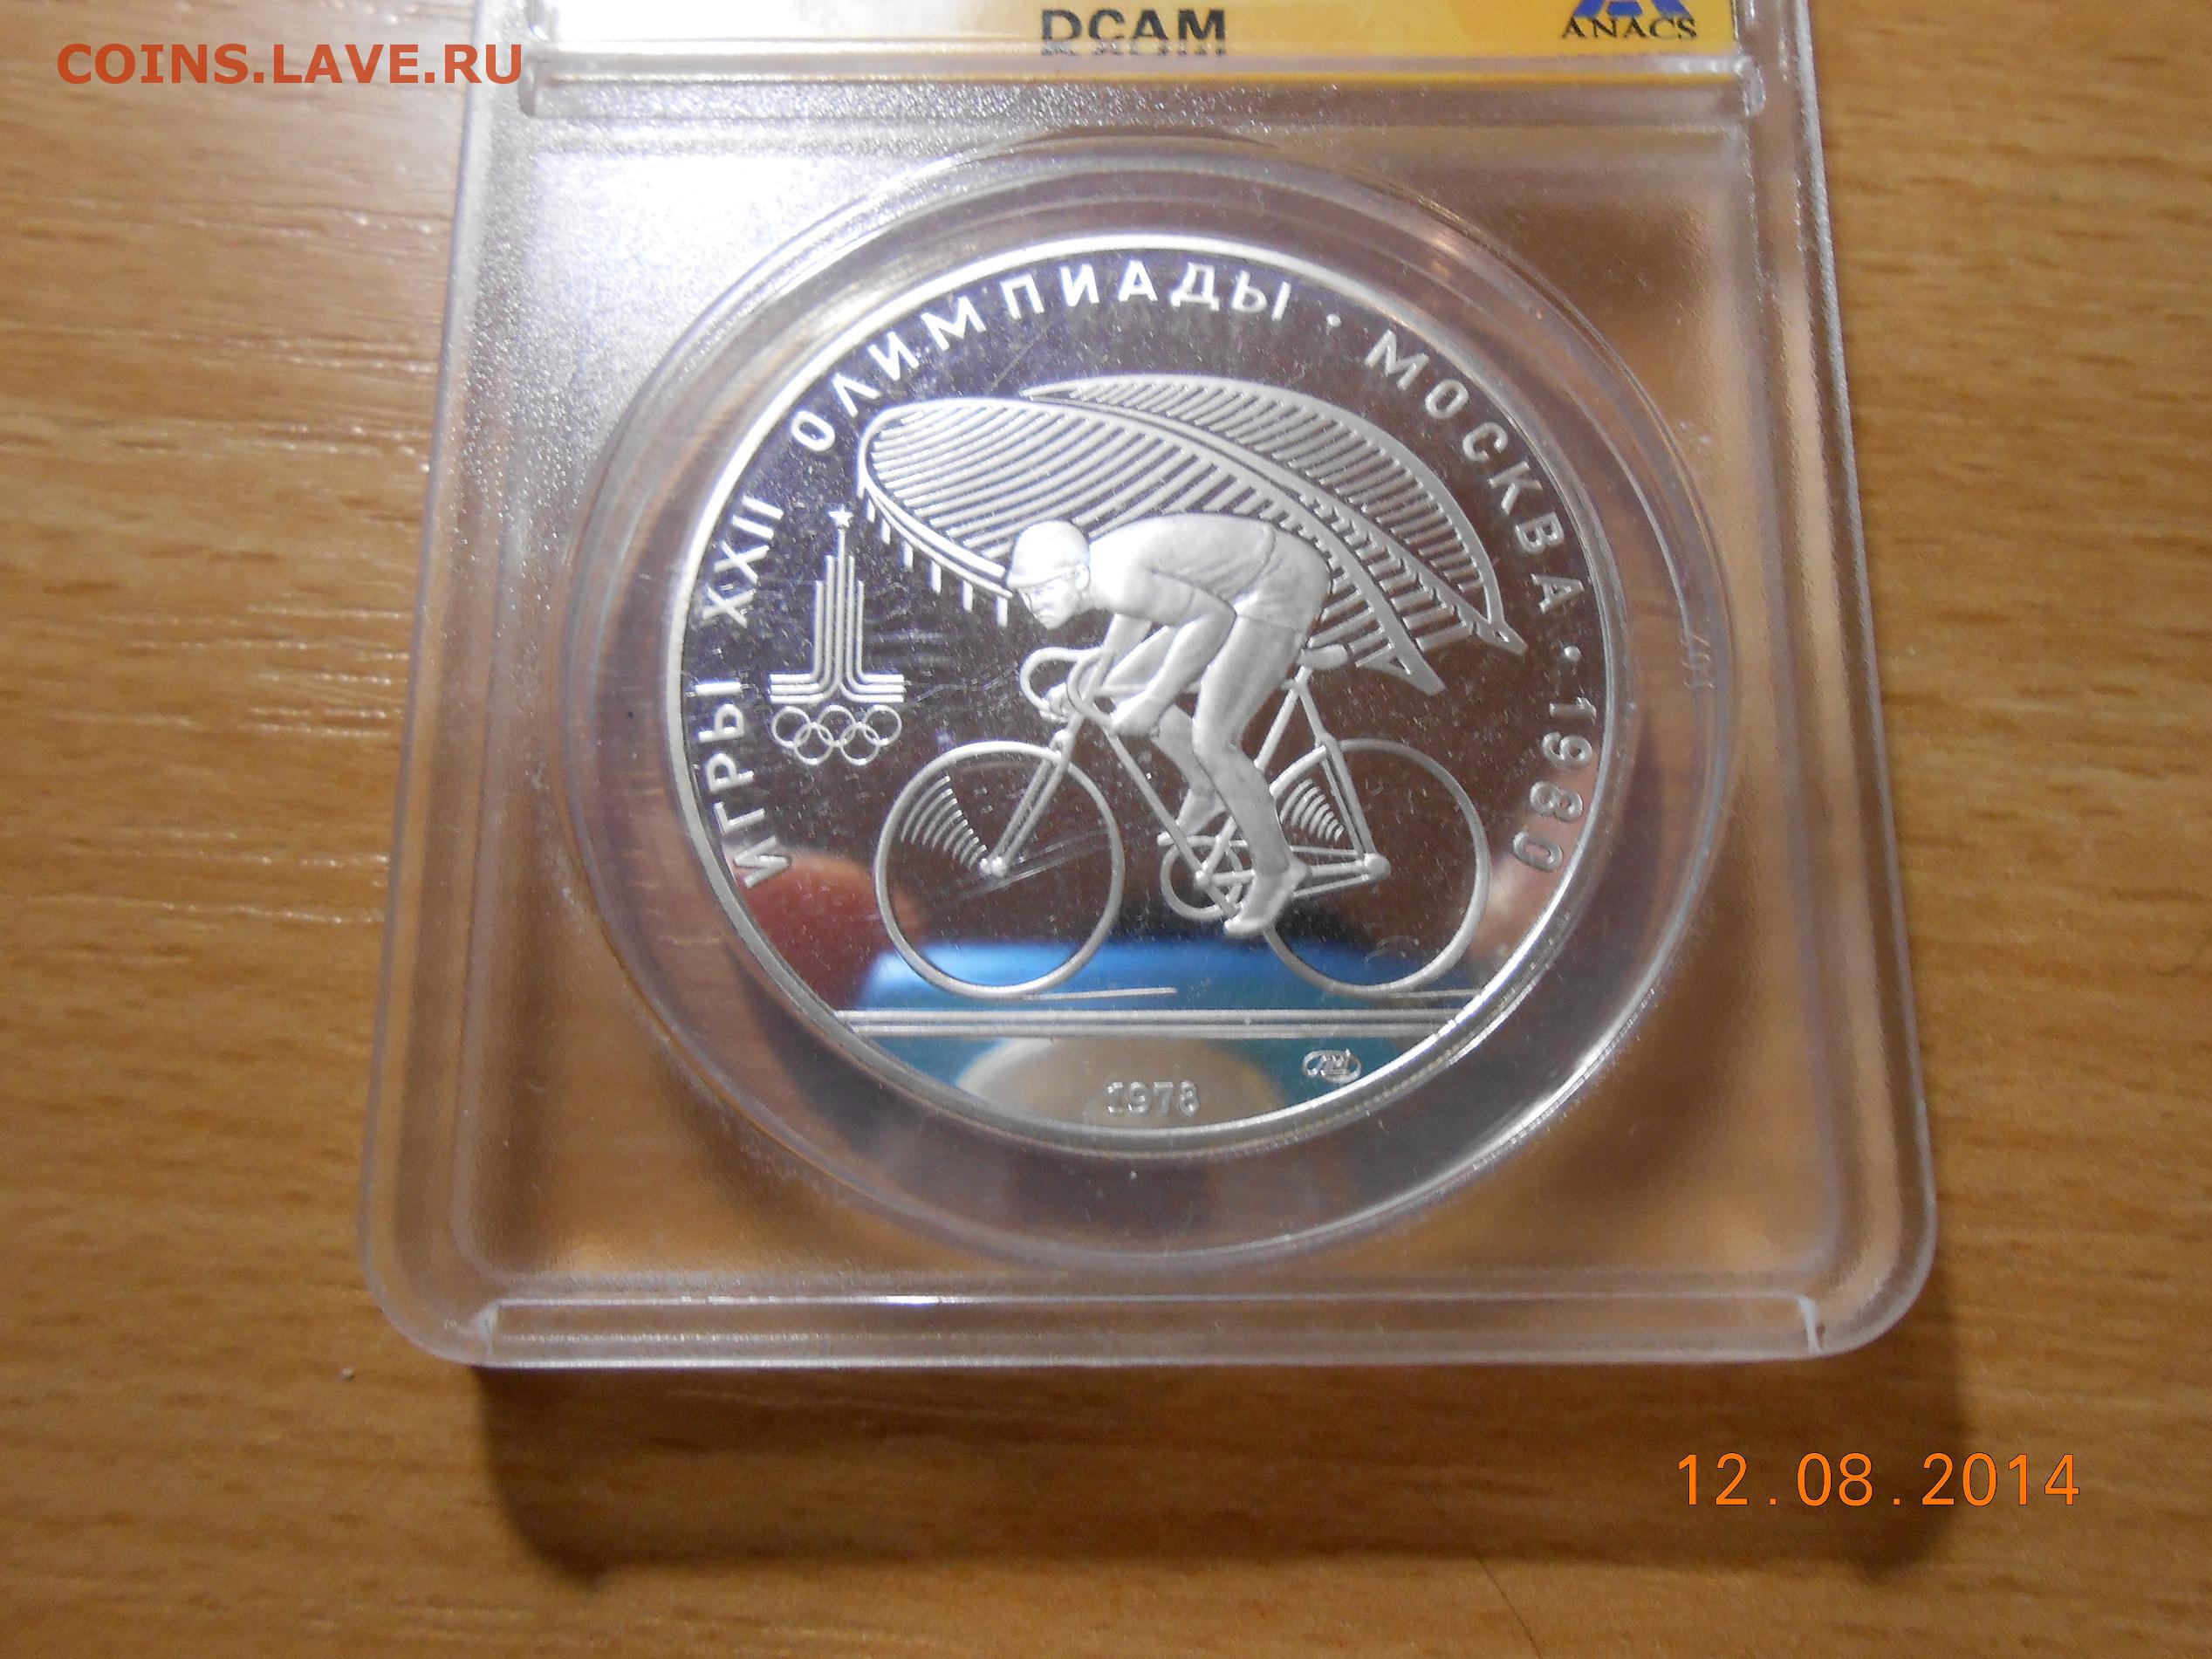 COINS.LAVE.RU
DCAM
ANACS
ИГРЫ XXII ОЛИМПИАДЫ · МОСКВА · 1980
1978
12.08.2014